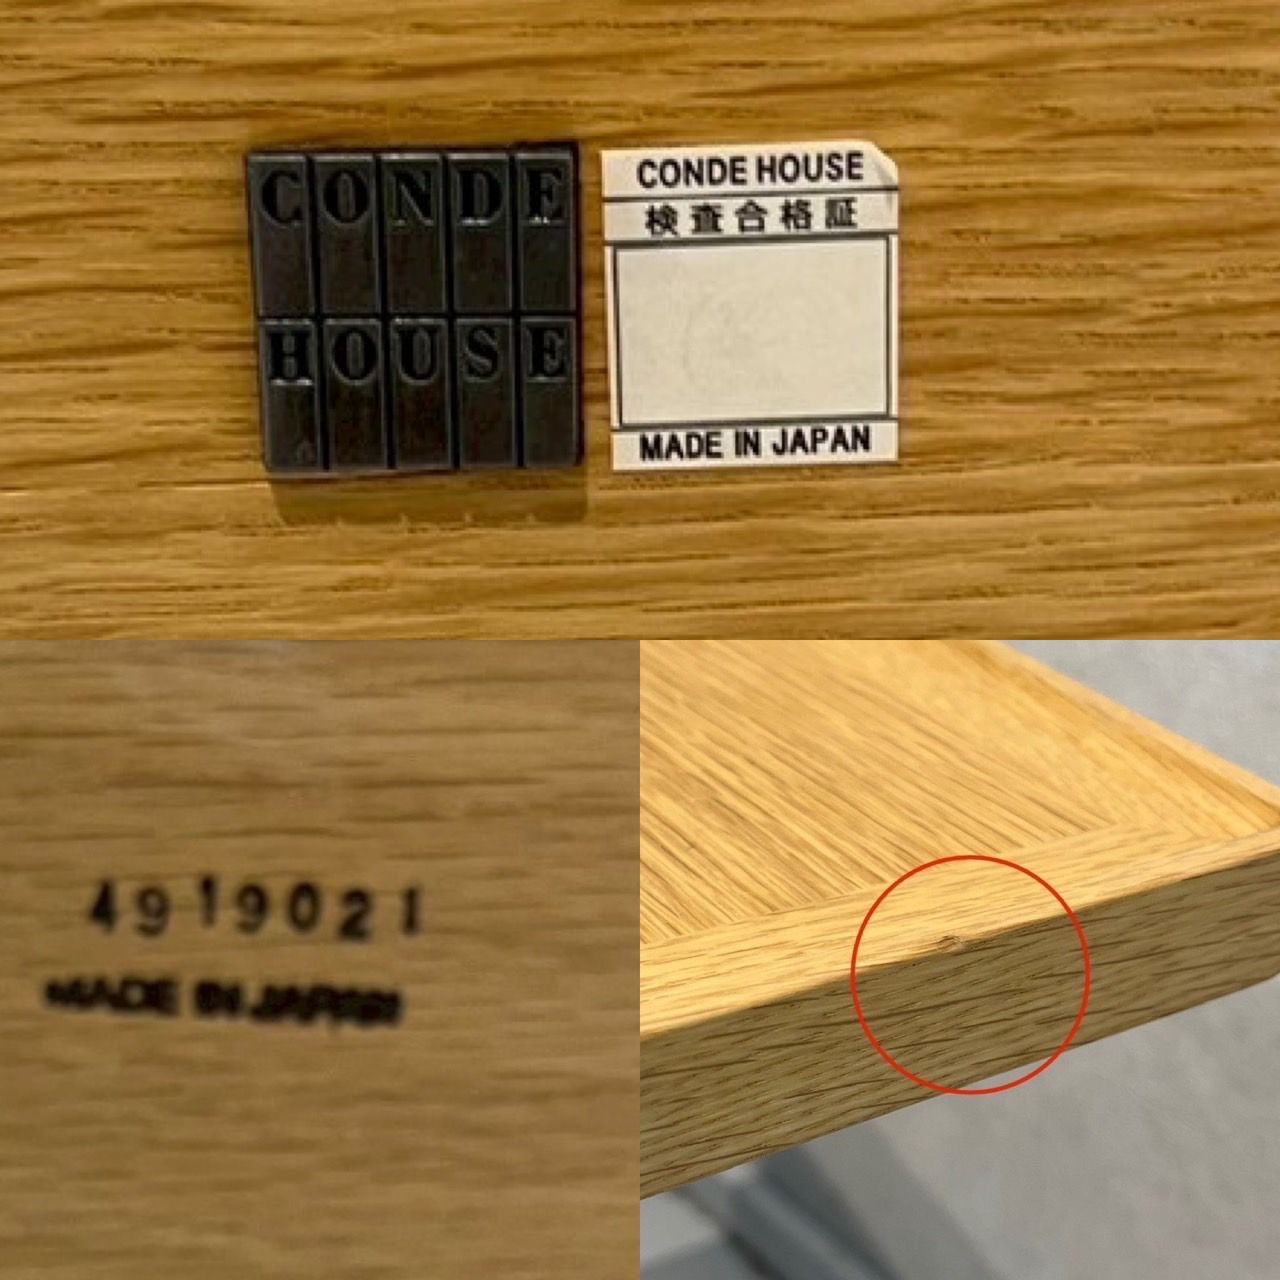 CONDE
HOUSE
CONDE HOUSE
検査合格証
MADE IN JAPAN
4919021
MADE IN JAPAN